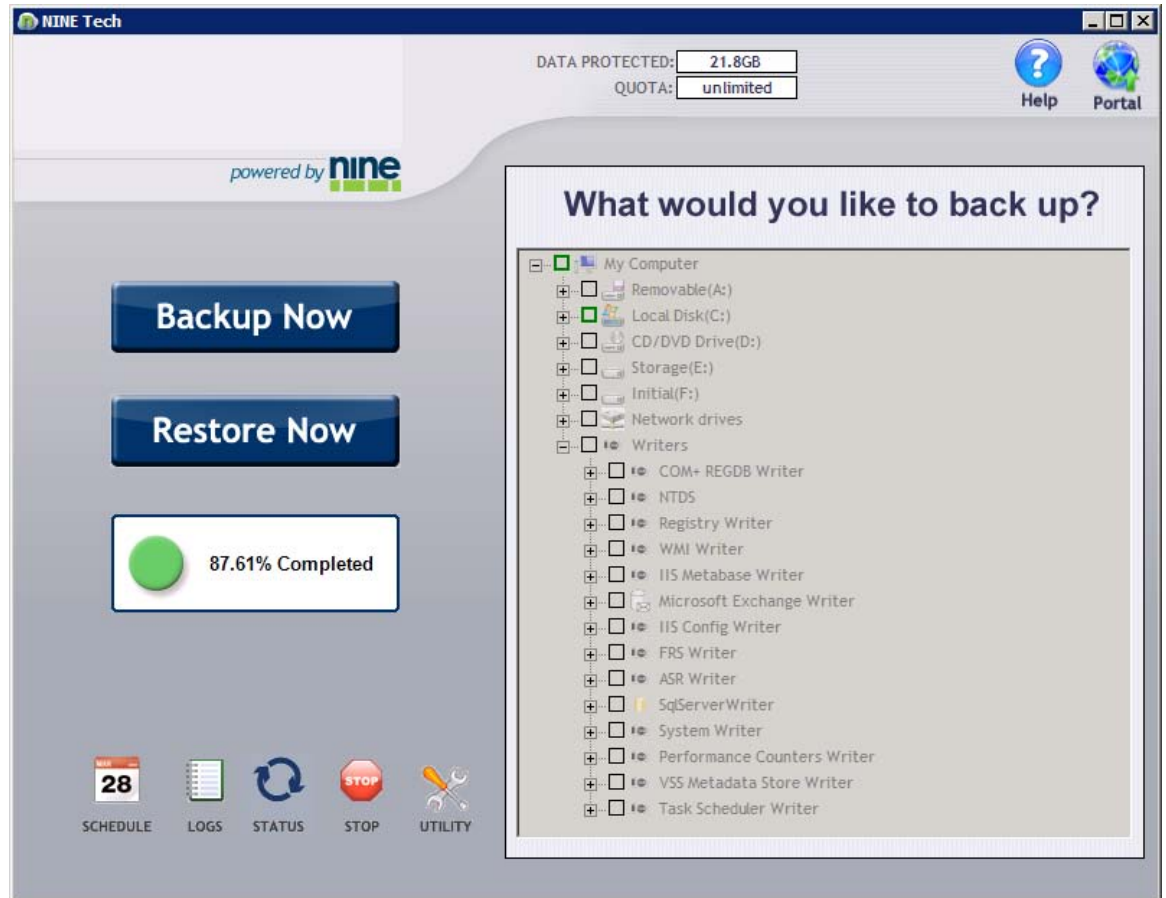 NINE Tech
DATA PROTECTED: 21.8GB
QUOTA: unlimited
Help
Portal
powered by nine
What would you like to back up?
My Computer
Removable(A:)
Local Disk(C:)
CD/DVD Drive(D:)
Storage(E:)
Initial(F:)
Network drives
Writers
COM+ REGDB Writer
NTDS
Registry Writer
WMI Writer
IIS Metabase Writer
Microsoft Exchange Writer
IIS Config Writer
FRS Writer
ASR Writer
SqlServerWriter
System Writer
Performance Counters Writer
VSS Metadata Store Writer
Task Scheduler Writer
Backup Now
Restore Now
87.61% Completed
MAR
28
STOP
SCHEDULE
LOGS
STATUS
STOP
UTILITY